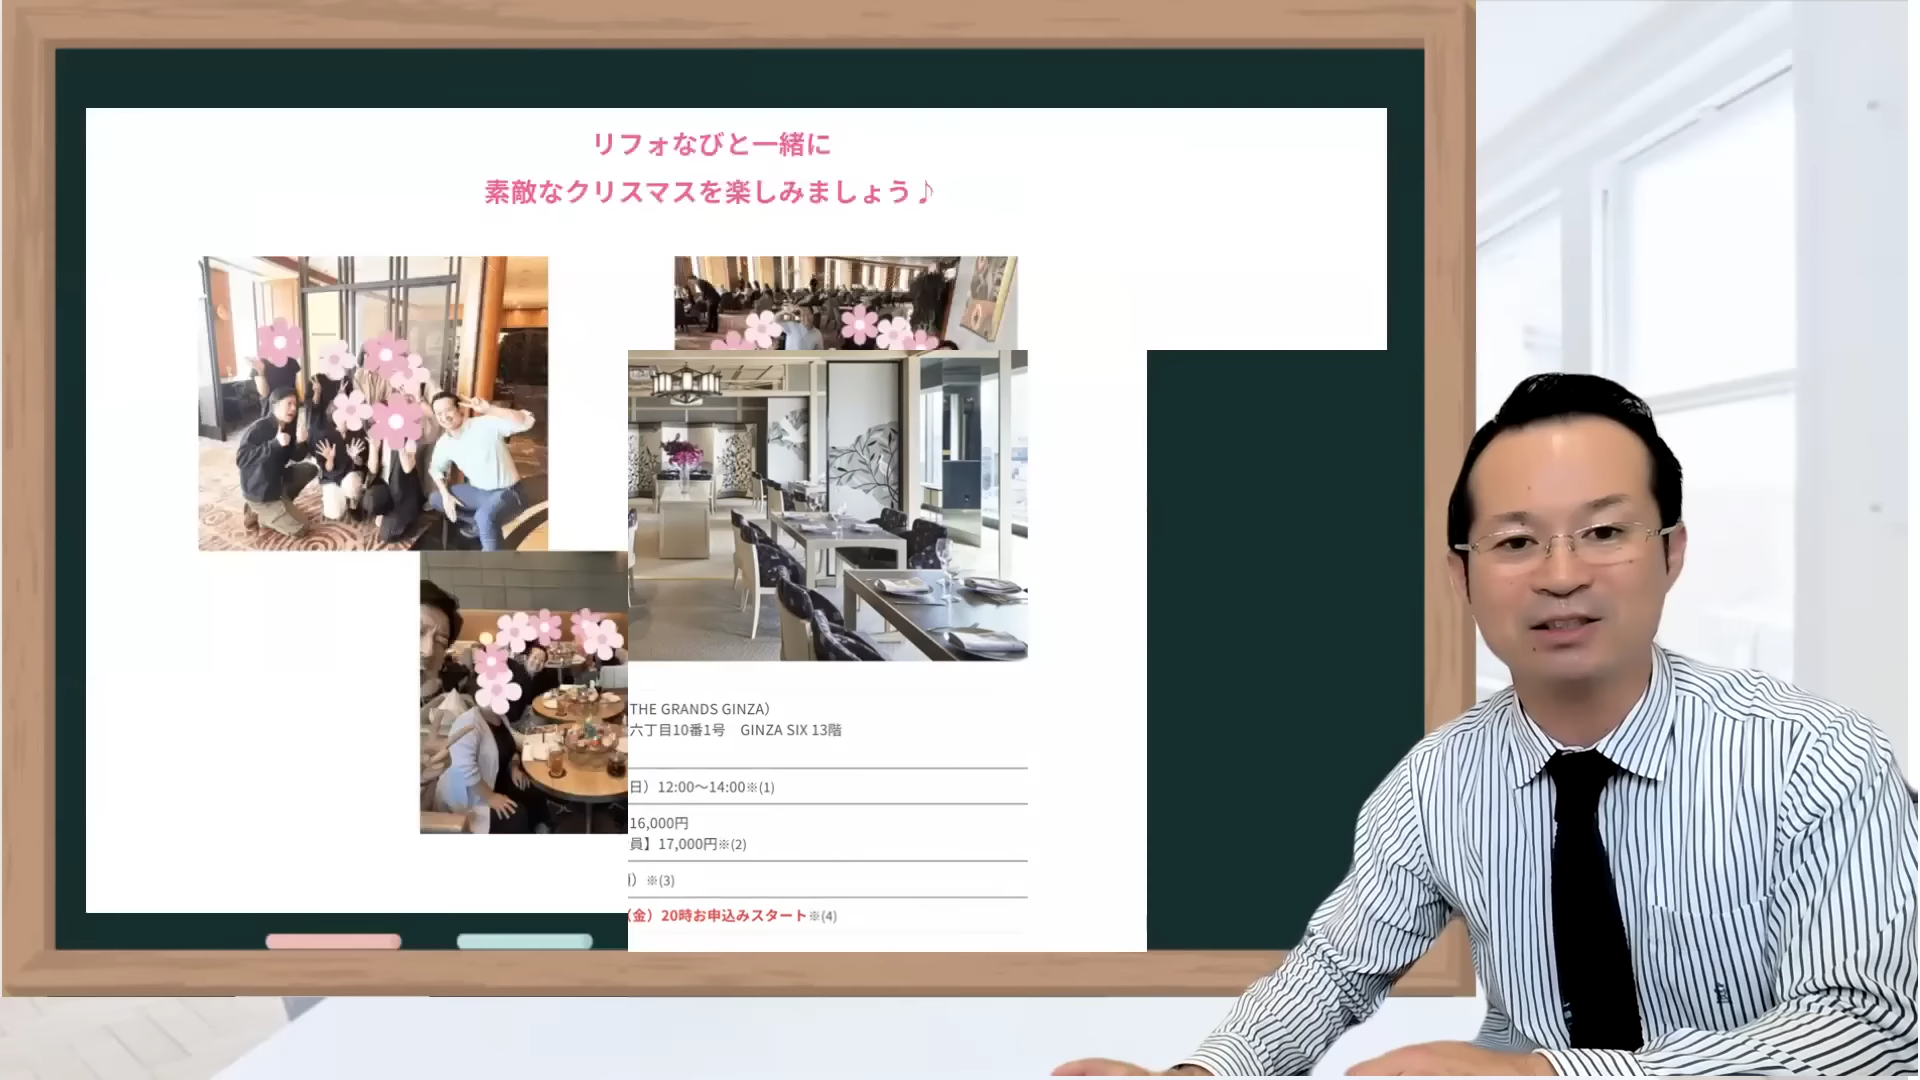 リフォなびと一緒に
素敵なクリスマスを楽しみましょう♪
THE GRANDS GINZA）
六丁目10番1号　GINZA SIX 13階
日）12:00〜14:00※(1)
16,000円
員】17,000円※(2)
）※(3)
（金）20時お申込みスタート※(4)